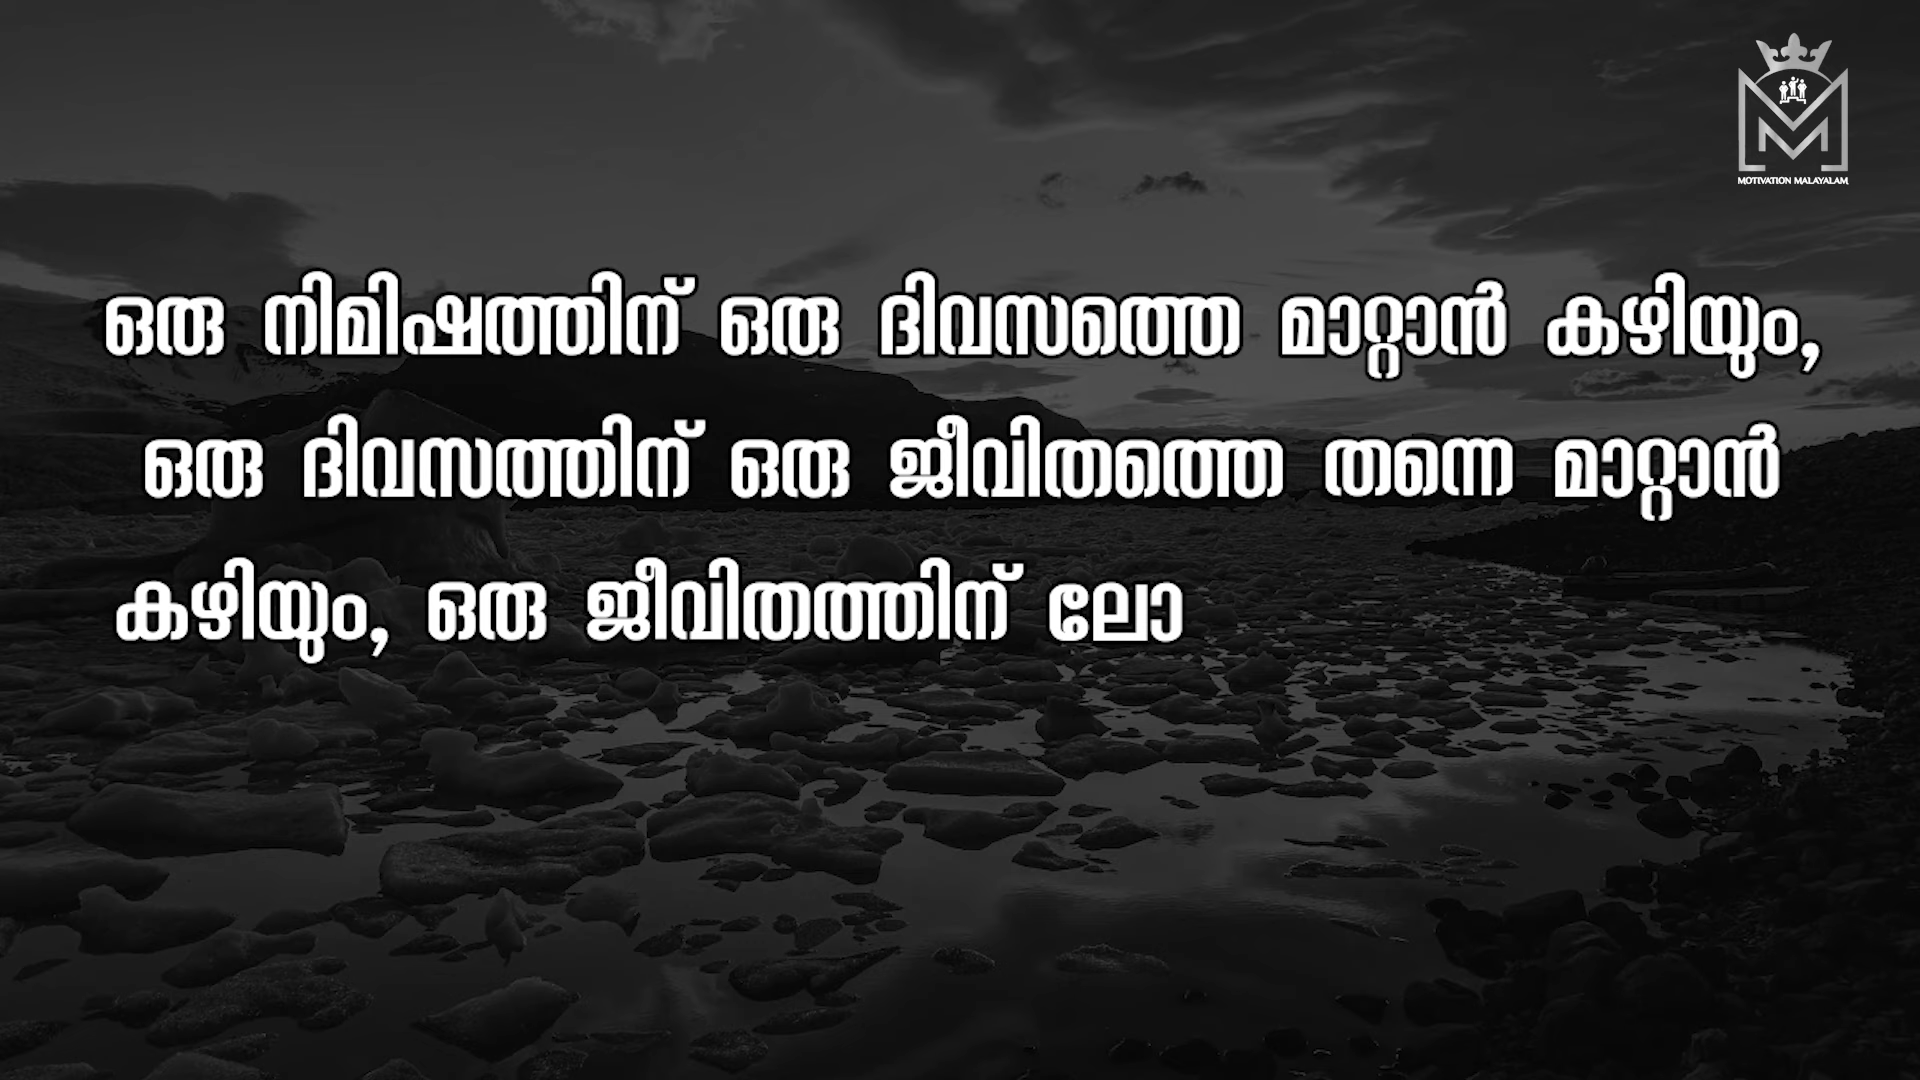 MOTIVATION MALAYALAM
ഒരു നിമിഷത്തിന് ഒരു ദിവസത്തെ മാറ്റാൻ കഴിയും,
ഒരു ദിവസത്തിന് ഒരു ജീവിതത്തെ തന്നെ മാറ്റാൻ
കഴിയും, ഒരു ജീവിതത്തിന് ലോ